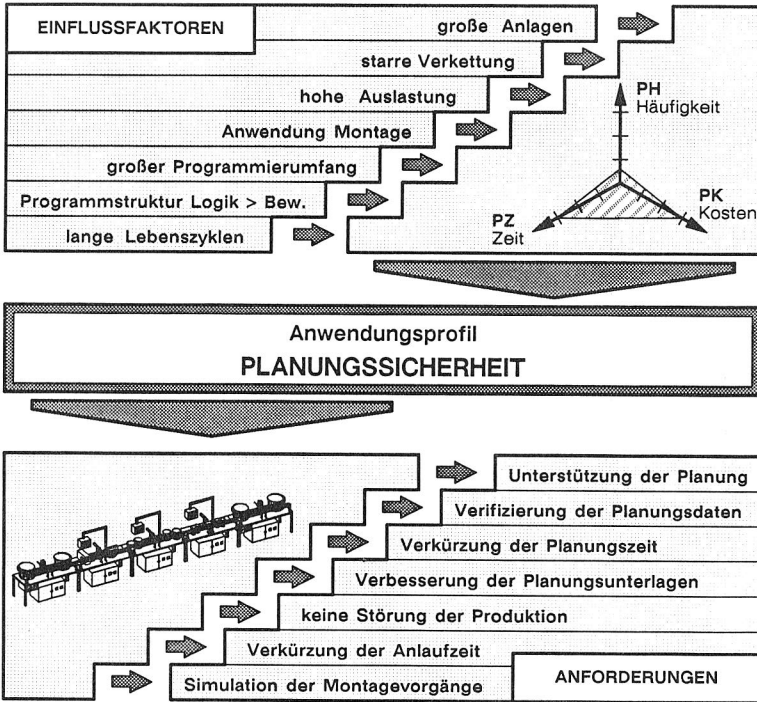 EINFLUSSFAKTOREN
große Anlagen
starre Verkettung
hohe Auslastung
Anwendung Montage
großer Programmierumfang
Programmstruktur Logik > Bew.
lange Lebenszyklen
PH
Häufigkeit
PK
Kosten
PZ
Zeit
Anwendungsprofil
PLANUNGSSICHERHEIT
Unterstützung der Planung
Verifizierung der Planungsdaten
Verkürzung der Planungszeit
Verbesserung der Planungsunterlagen
keine Störung der Produktion
Verkürzung der Anlaufzeit
Simulation der Montagevorgänge
ANFORDERUNGEN